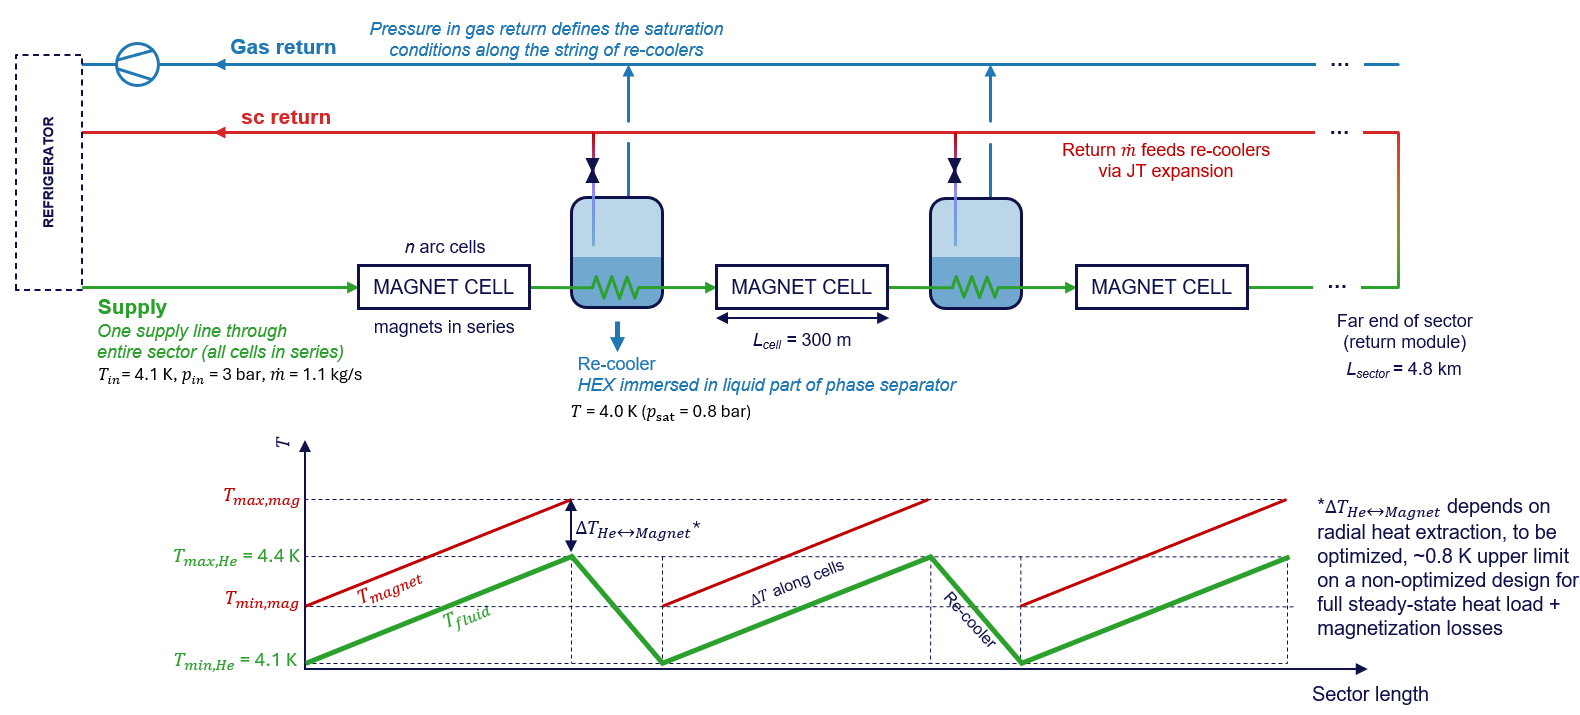 Pressure in gas return defines the saturation
conditions along the string of re-coolers
Gas return
...
sc return
...
REFRIGERATOR
Return ṁ feeds re-coolers
via JT expansion
n arc cells
MAGNET CELL
MAGNET CELL
MAGNET CELL
...
magnets in series
Supply
One supply line through
entire sector (all cells in series)
T_in = 4.1 K, p_in = 3 bar, ṁ = 1.1 kg/s
L_cell = 300 m
Far end of sector
(return module)
L_sector = 4.8 km
Re-cooler
HEX immersed in liquid part of phase separator
T = 4.0 K (p_sat = 0.8 bar)
T
T_max,mag
ΔT_He↔Magnet*
T_max,He = 4.4 K
T_magnet
T_min,mag
T_fluid
ΔT along cells
Re-cooler
T_min,He = 4.1 K
Sector length
*ΔT_He↔Magnet depends on
radial heat extraction, to be
optimized, ~0.8 K upper limit
on a non-optimized design for
full steady-state heat load +
magnetization losses